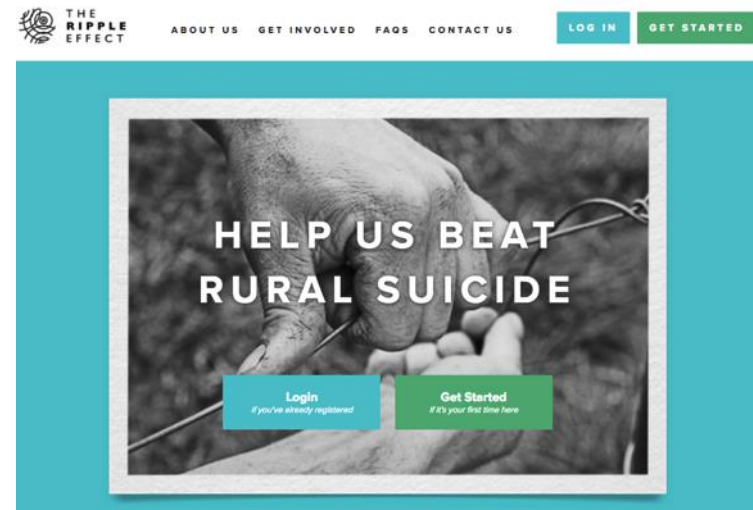 THE
RIPPLE
EFFECT
ABOUT US GET INVOLVED FAQS CONTACT US LOG IN GET STARTED
HELP US BEAT
RURAL SUICIDE
Login
If you've already registered
Get Started
If it's your first time here